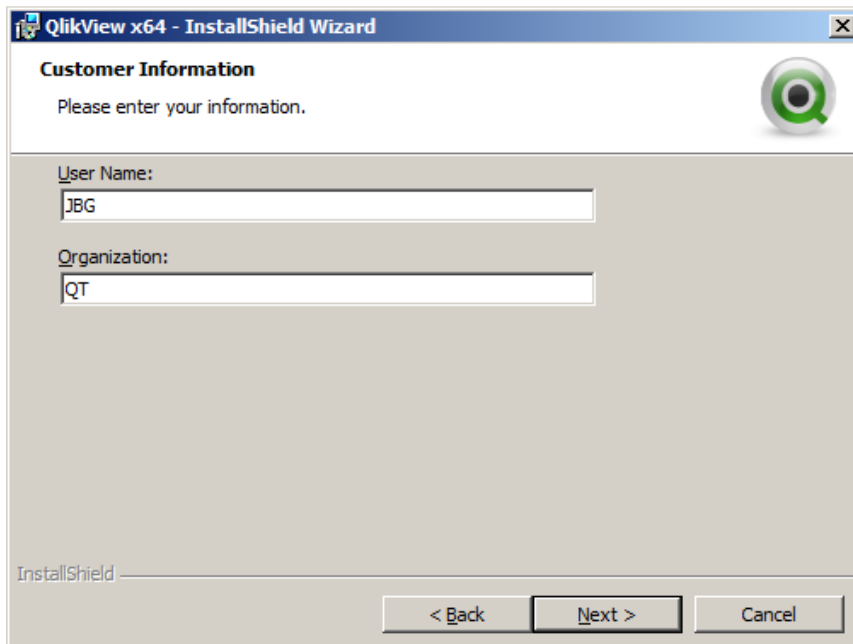 QlikView x64 - InstallShield Wizard
Customer Information
Please enter your information.
User Name:
JBG
Organization:
QT
InstallShield
< Back
Next >
Cancel